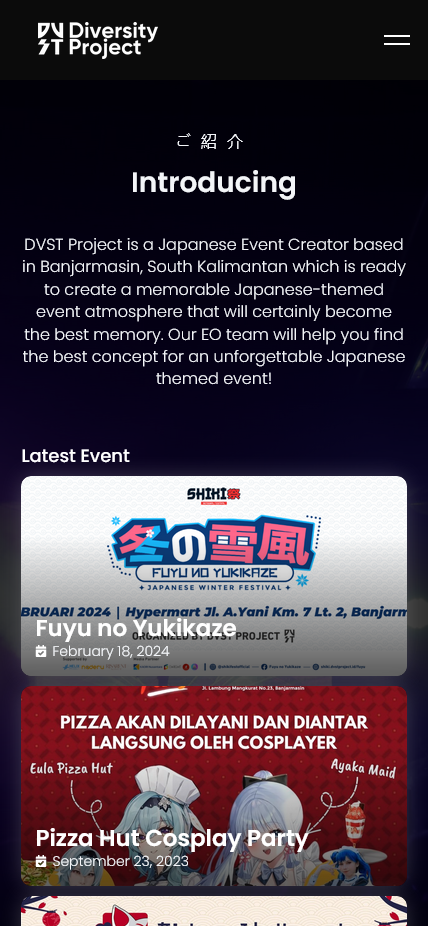 Diversity
Project
ご紹介
Introducing
DVST Project is a Japanese Event Creator based
in Banjarmasin, South Kalimantan which is ready
to create a memorable Japanese-themed
event atmosphere that will certainly become
the best memory. Our EO team will help you find
the best concept for an unforgettable Japanese
themed event!
Latest Event
SHIKI祭
冬の雪風
FUYU NO YUKIKAZE
JAPANESE WINTER FESTIVAL
BRUARI 2024 | Hypermart Jl. A.Yani Km. 7 Lt. 2, Banjarm
Fuyu no Yukikaze
ORGANIZED BY DVST PROJECT
February 18, 2024
Jl. Lambung Mangkurat No.23, Banjarmasin
PIZZA AKAN DILAYANI DAN DIANTAR
LANGSUNG OLEH COSPLAYER
Eula Pizza Hut
Ayaka Maid
Pizza Hut Cosplay Party
September 23, 2023